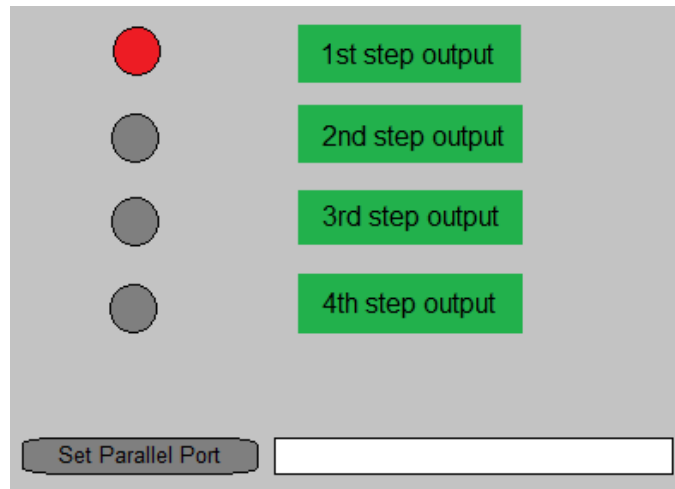 1st step output
2nd step output
3rd step output
4th step output
Set Parallel Port